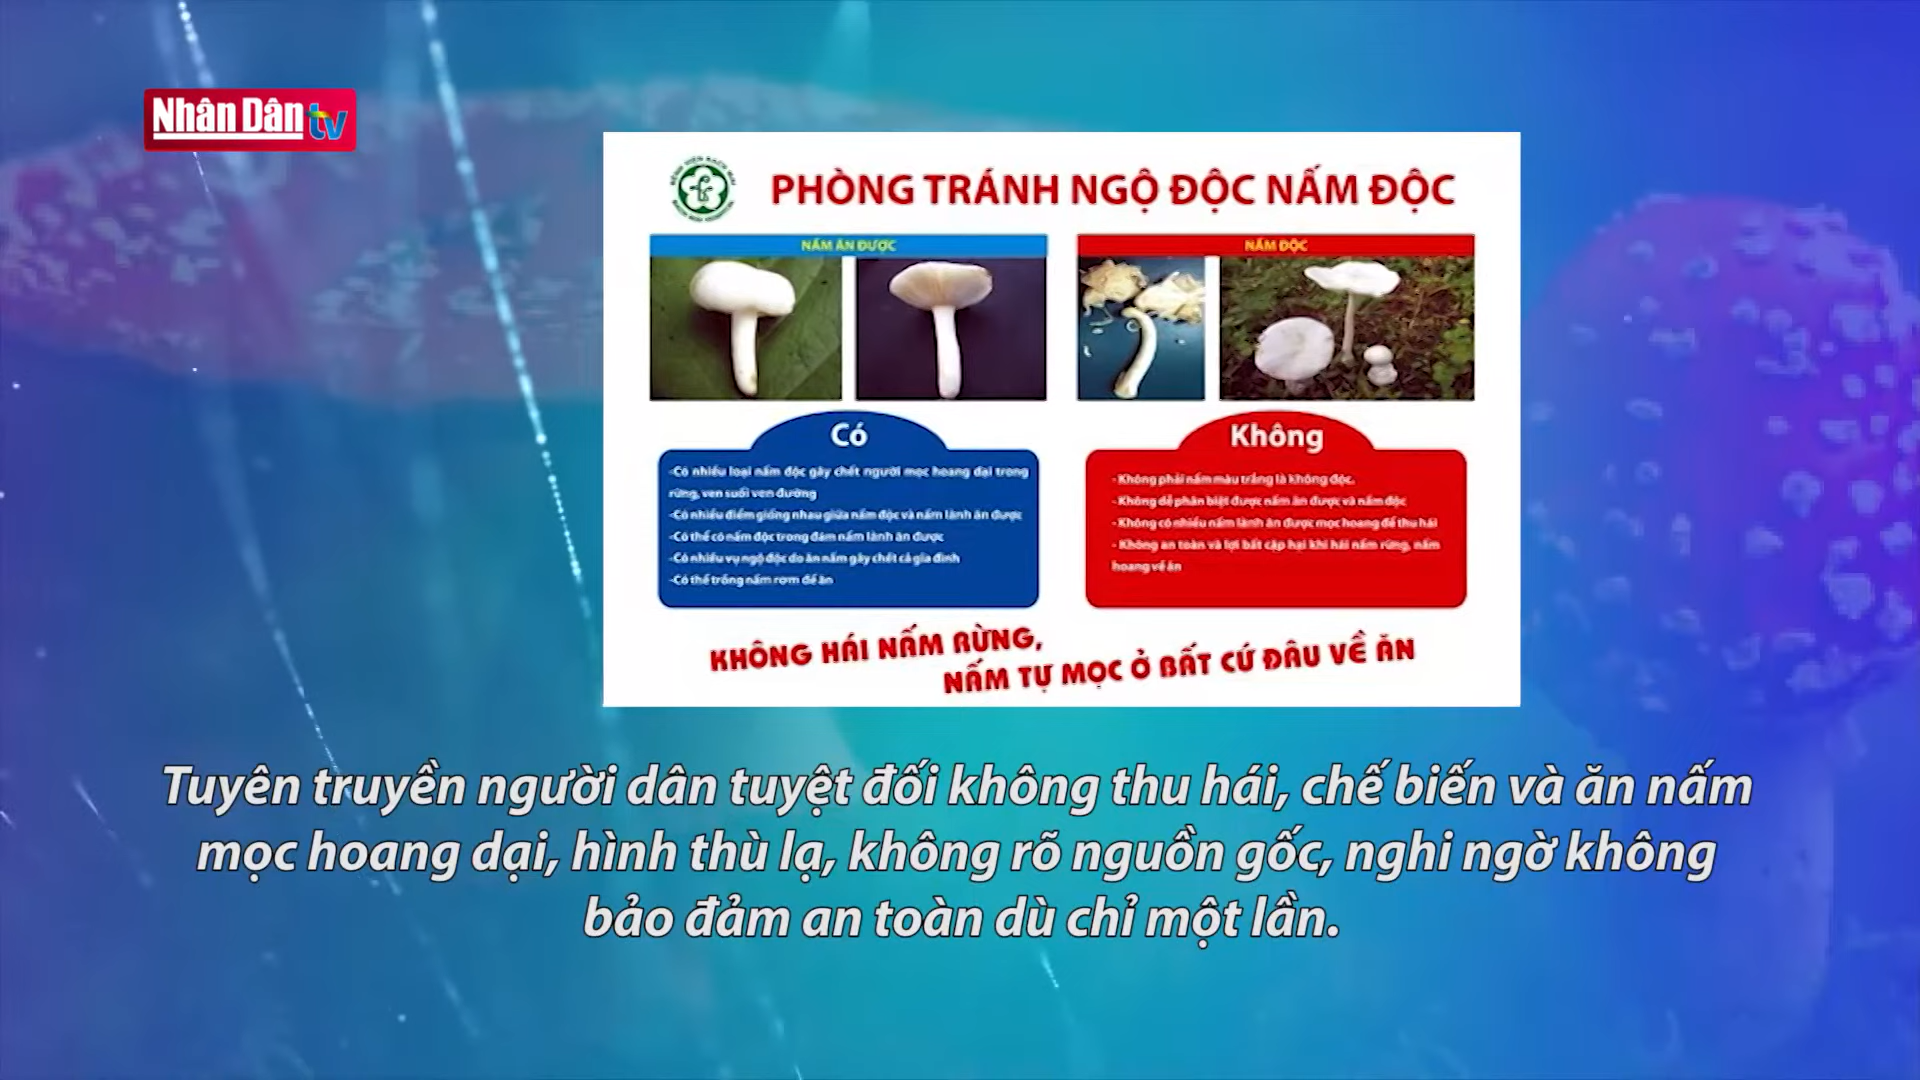 Nhân Dân tv
BỆNH VIỆN BẠCH MAI
PHÒNG TRÁNH NGỘ ĐỘC NẤM ĐỘC
NẤM ĂN ĐƯỢC
NẤM ĐỘC
Có
-Có nhiều loại nấm độc gây chết người mọc hoang dại trong
rừng, ven suối ven đường
-Có nhiều điểm giống nhau giữa nấm độc và nấm lành ăn được
-Có thể có nấm độc trong đám nấm lành ăn được
-Có nhiều vụ ngộ độc do ăn nấm gây chết cả gia đình
-Có thể trồng nấm rơm để ăn
Không
- Không phải nấm màu trắng là không độc.
- Không dễ phân biệt được nấm ăn được và nấm độc
- Không có nhiều nấm lành ăn được mọc hoang để thu hái
- Không an toàn và lợi bất cập hại khi hái nấm rừng, nấm
hoang về ăn
KHÔNG HÁI NẤM RỪNG,
NẤM TỰ MỌC Ở BẤT CỨ ĐÂU VỀ ĂN
Tuyên truyền người dân tuyệt đối không thu hái, chế biến và ăn nấm
mọc hoang dại, hình thù lạ, không rõ nguồn gốc, nghi ngờ không
bảo đảm an toàn dù chỉ một lần.